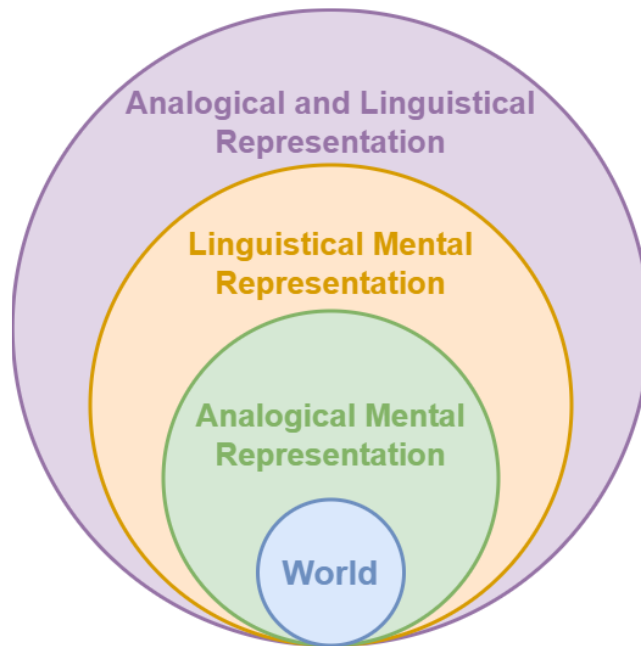 Analogical and Linguistical
Representation
Linguistical Mental
Representation
Analogical Mental
Representation
World